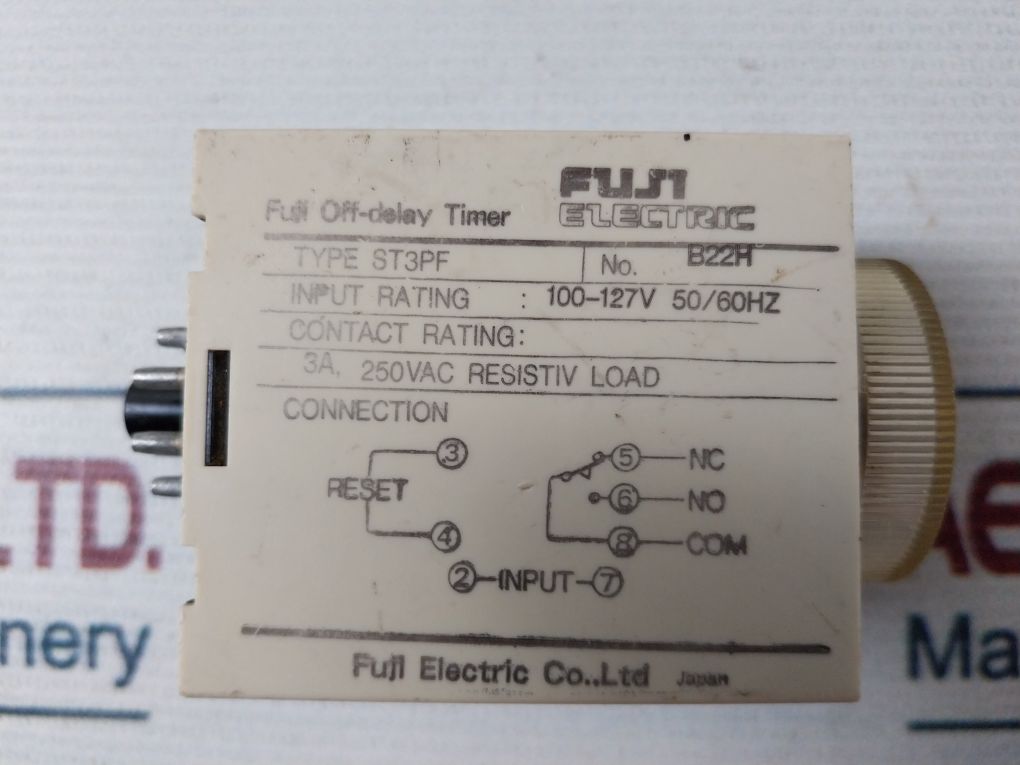 FUJI
Fuji Off-delay Timer ELECTRIC
TYPE ST3PF No. B22H
INPUT RATING : 100-127V 50/60HZ
CONTACT RATING:
3A, 250VAC RESISTIV LOAD
CONNECTION
3 5 NC
RESET 6 NO
4 8 COM
2 INPUT 7
Fuji Electric Co.,Ltd Japan
LTD.
nery
Ma